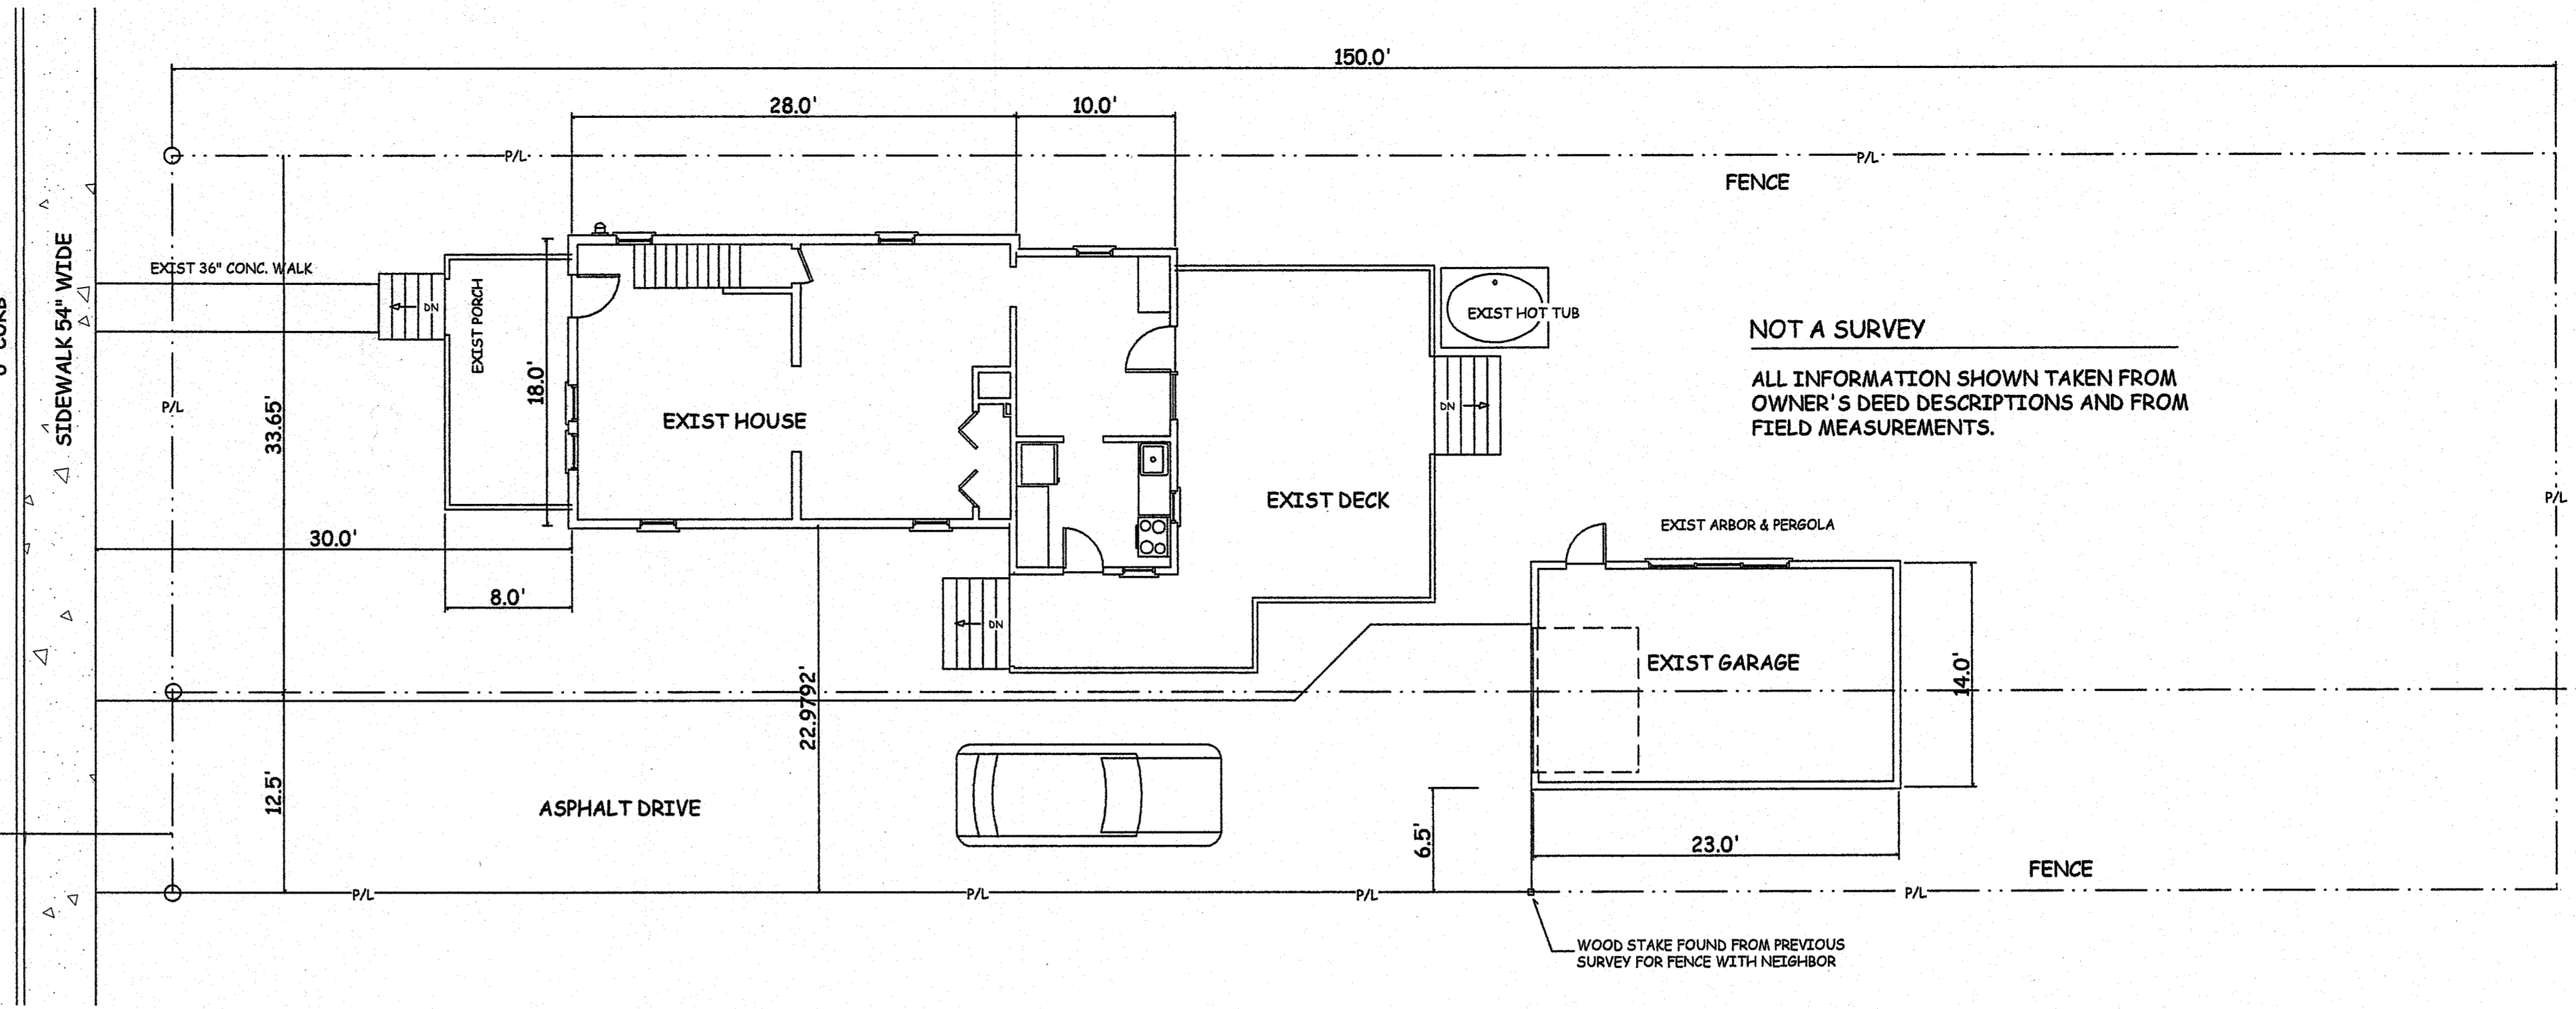 150.0'
28.0'
10.0'
P/L
P/L
FENCE
SIDEWALK 54" WIDE
EXIST 36" CONC. WALK
DN
EXIST PORCH
18.0'
33.65'
P/L
EXIST HOUSE
EXIST HOT TUB
DN
EXIST DECK
NOT A SURVEY
ALL INFORMATION SHOWN TAKEN FROM
OWNER'S DEED DESCRIPTIONS AND FROM
FIELD MEASUREMENTS.
P/L
EXIST ARBOR & PERGOLA
30.0'
8.0'
DN
22.9792'
EXIST GARAGE
14.0'
12.5'
ASPHALT DRIVE
6.5'
23.0'
FENCE
P/L
P/L
P/L
P/L
WOOD STAKE FOUND FROM PREVIOUS
SURVEY FOR FENCE WITH NEIGHBOR